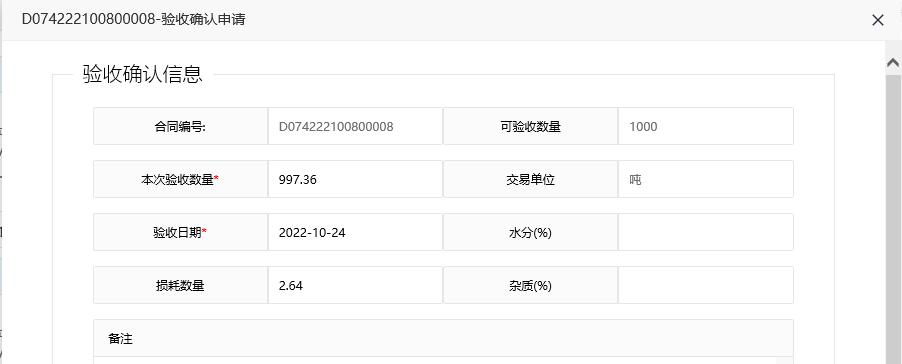 D074222100800008-验收确认申请
验收确认信息
合同编号: D074222100800008 可验收数量 1000
本次验收数量* 997.36 交易单位 吨
验收日期* 2022-10-24 水分(%)
损耗数量 2.64 杂质(%)
备注